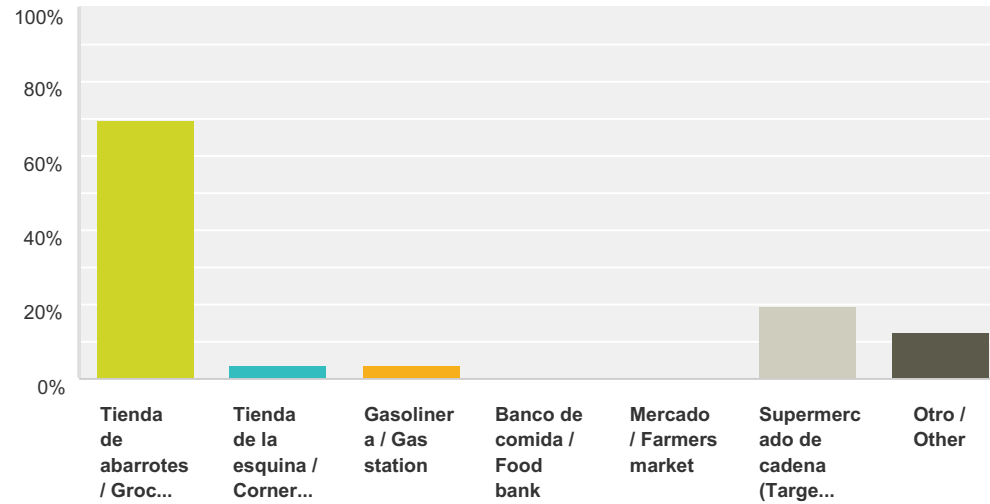 100%
80%
60%
40%
20%
0%
Tienda
de
abarrotes
/ Groc...
Tienda
de la
esquina /
Corner...
Gasoliner
a / Gas
station
Banco de
comida /
Food
bank
Mercado
/ Farmers
market
Supermerc
ado de
cadena
(Targe...
Otro /
Other